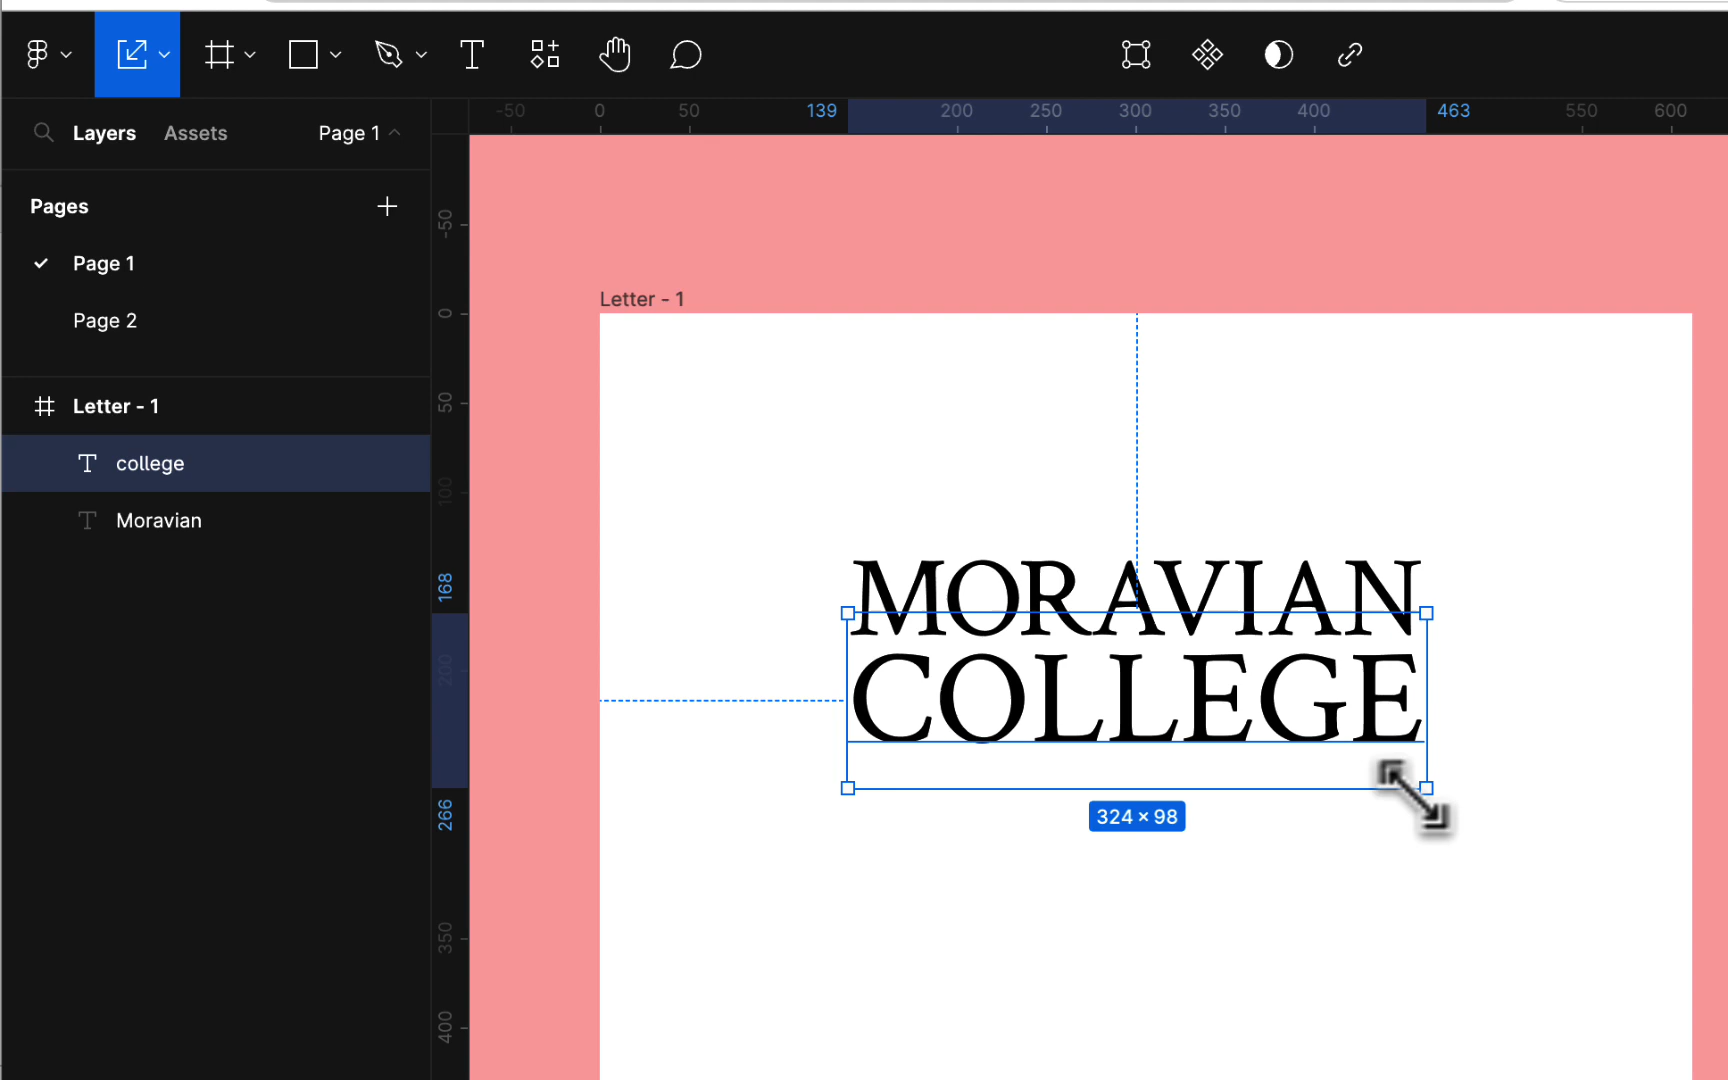 -50 0 50 139 200 250 300 350 400 463 550 600
Layers Assets Page 1
Pages
Page 1
Page 2
Letter - 1
college
Moravian
-50
0
50
100
168
200
266
350
400
Letter - 1
MORAVIAN
COLLEGE
324 × 98